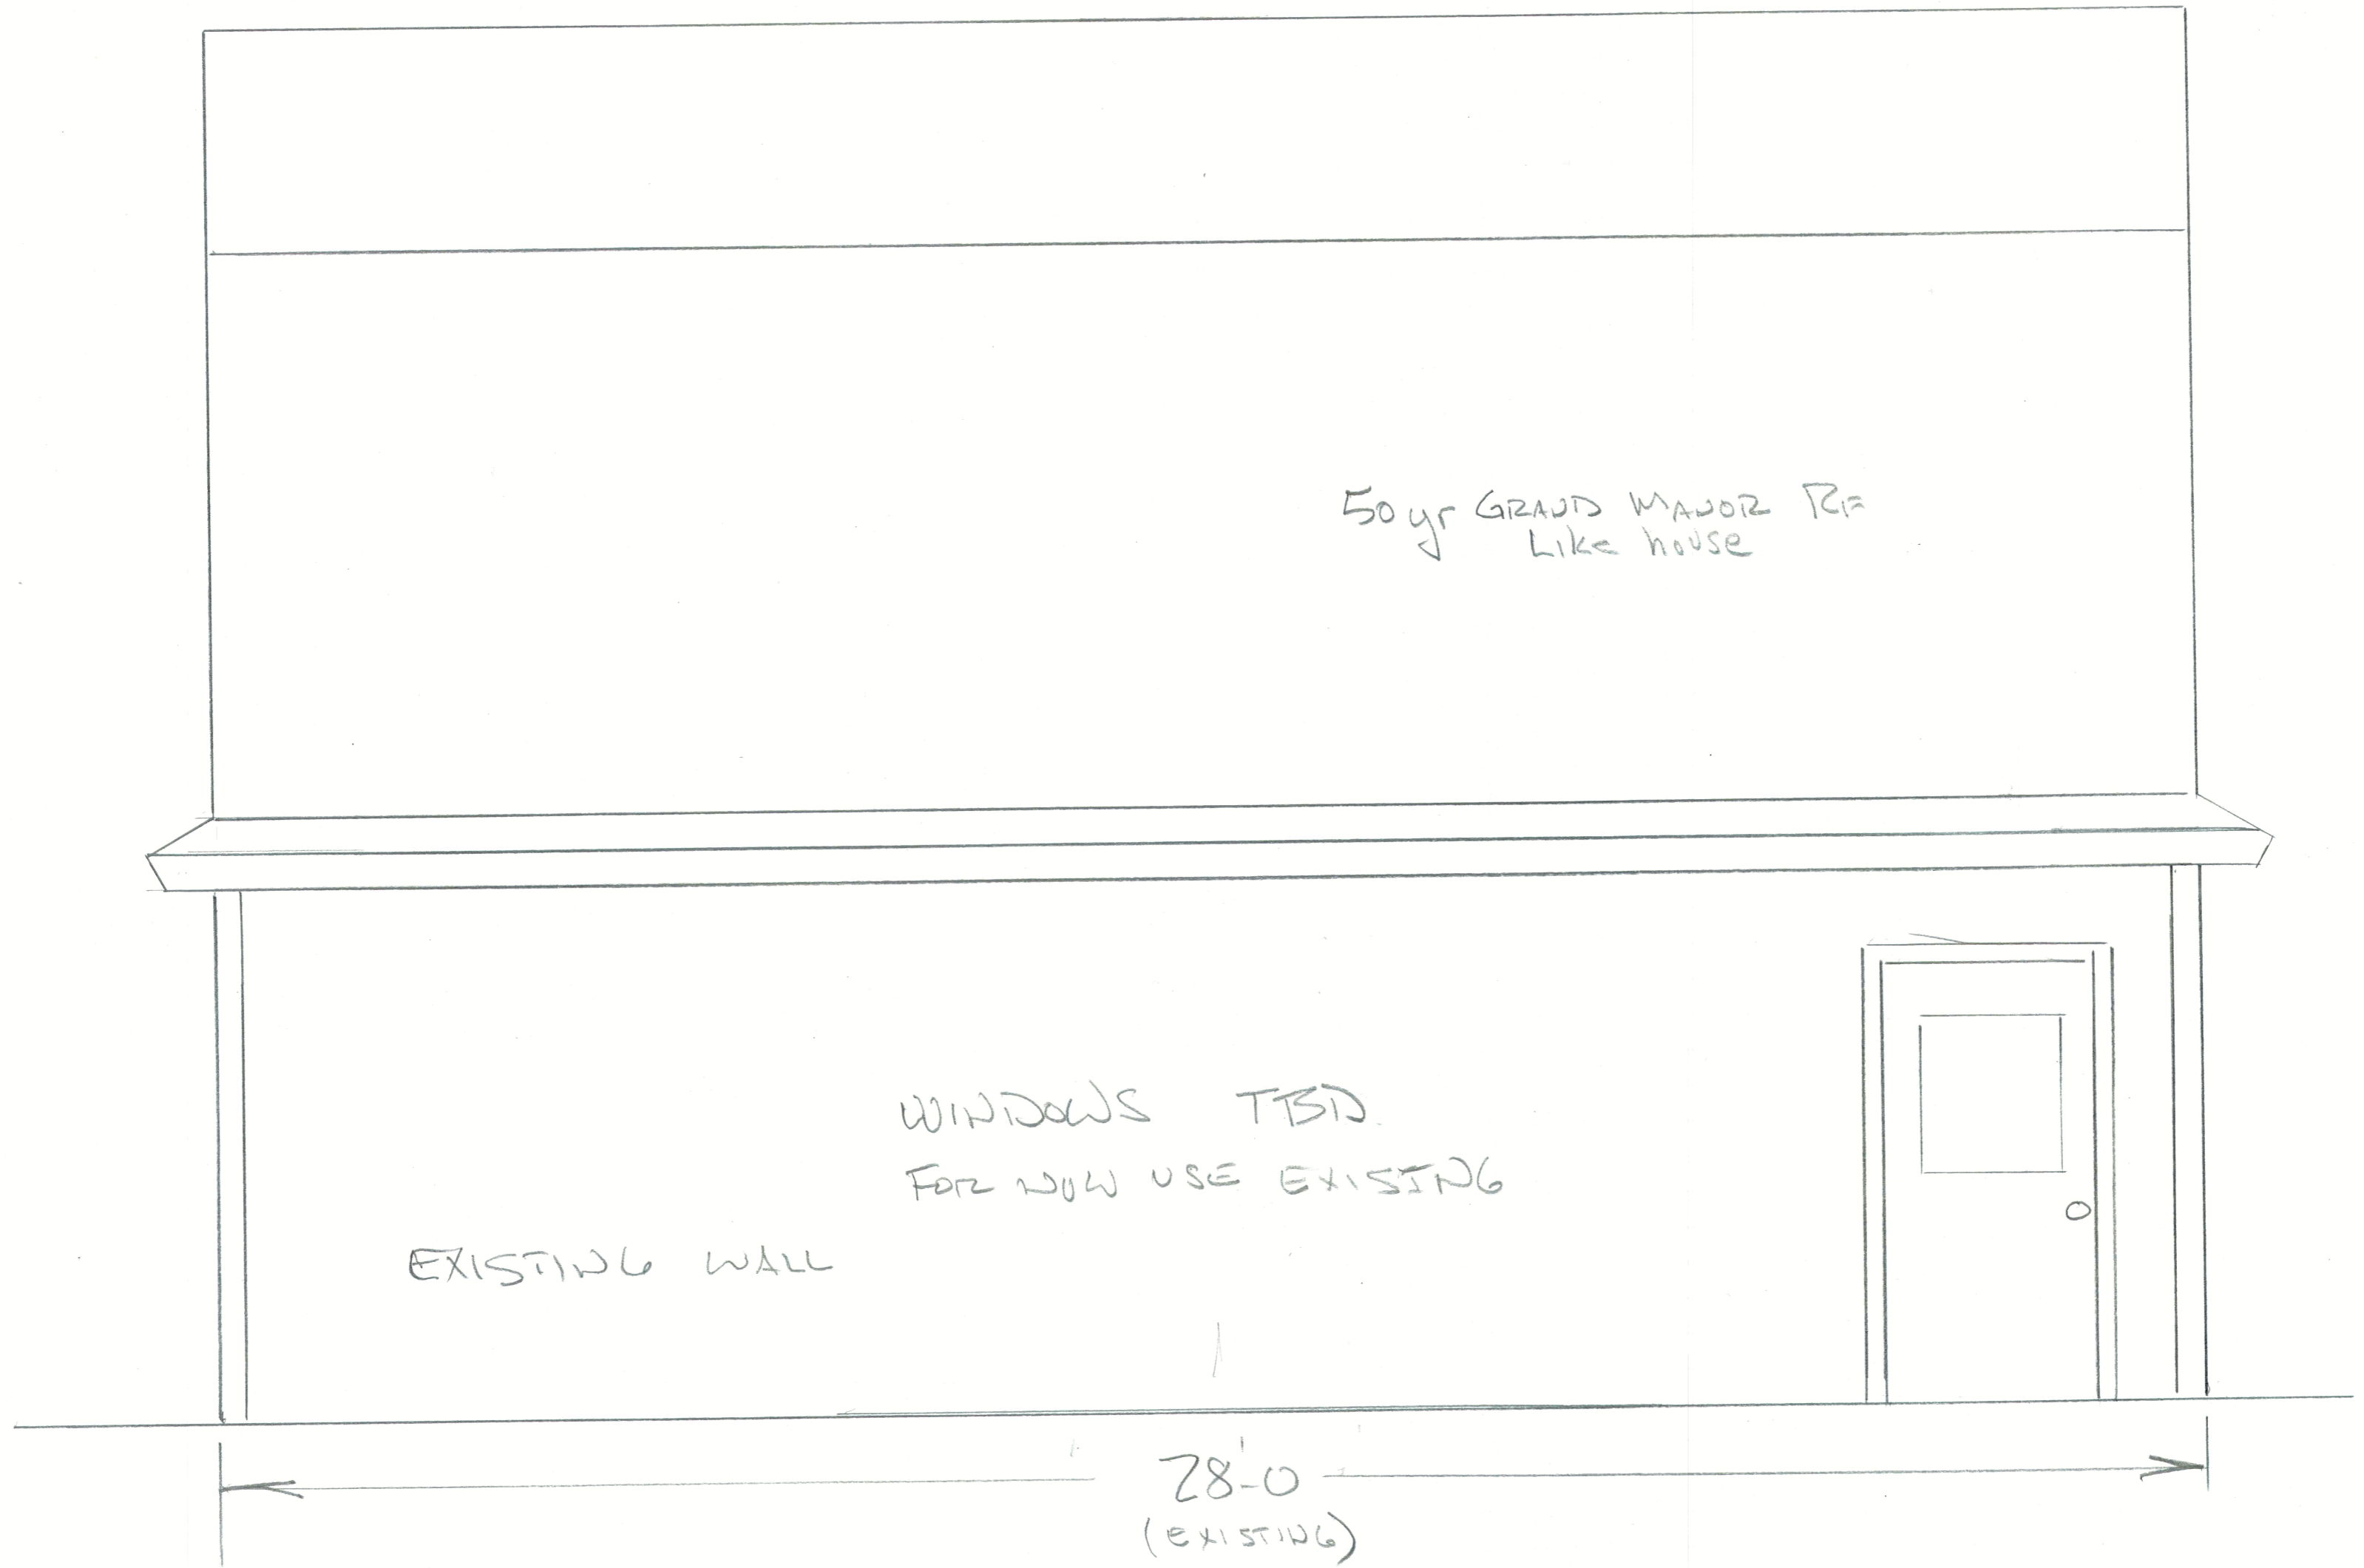 50 yr GRAND MANOR RF
Like house
WINDOWS TBD.
FOR NOW USE EXISTING
EXISTING WALL
28'-0
(EXISTING)